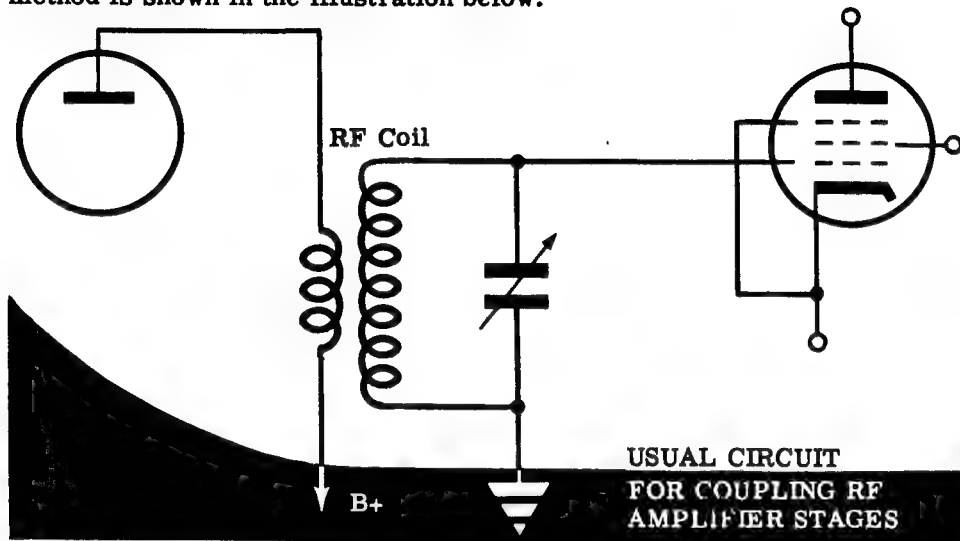 method is shown in the illustration below.
RF Coil
B+
USUAL CIRCUIT
FOR COUPLING RF
AMPLIFIER STAGES